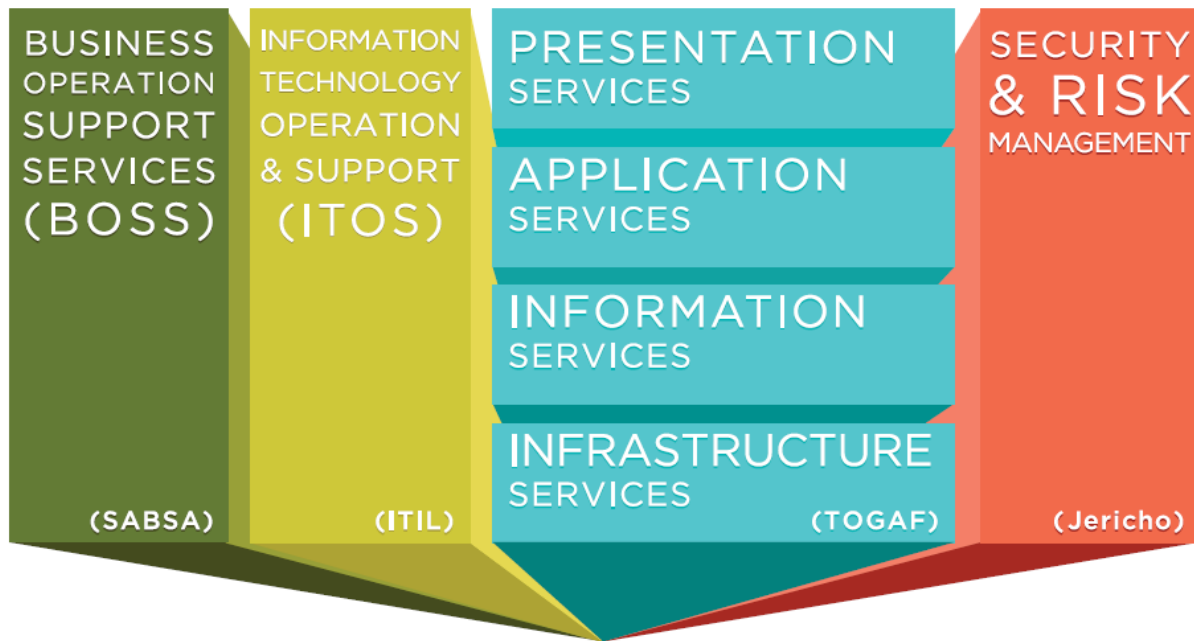 BUSINESS
OPERATION
SUPPORT
SERVICES
(BOSS)
(SABSA)
INFORMATION
TECHNOLOGY
OPERATION
& SUPPORT
(ITOS)
(ITIL)
PRESENTATION
SERVICES
APPLICATION
SERVICES
INFORMATION
SERVICES
INFRASTRUCTURE
SERVICES
(TOGAF)
SECURITY
& RISK
MANAGEMENT
(Jericho)